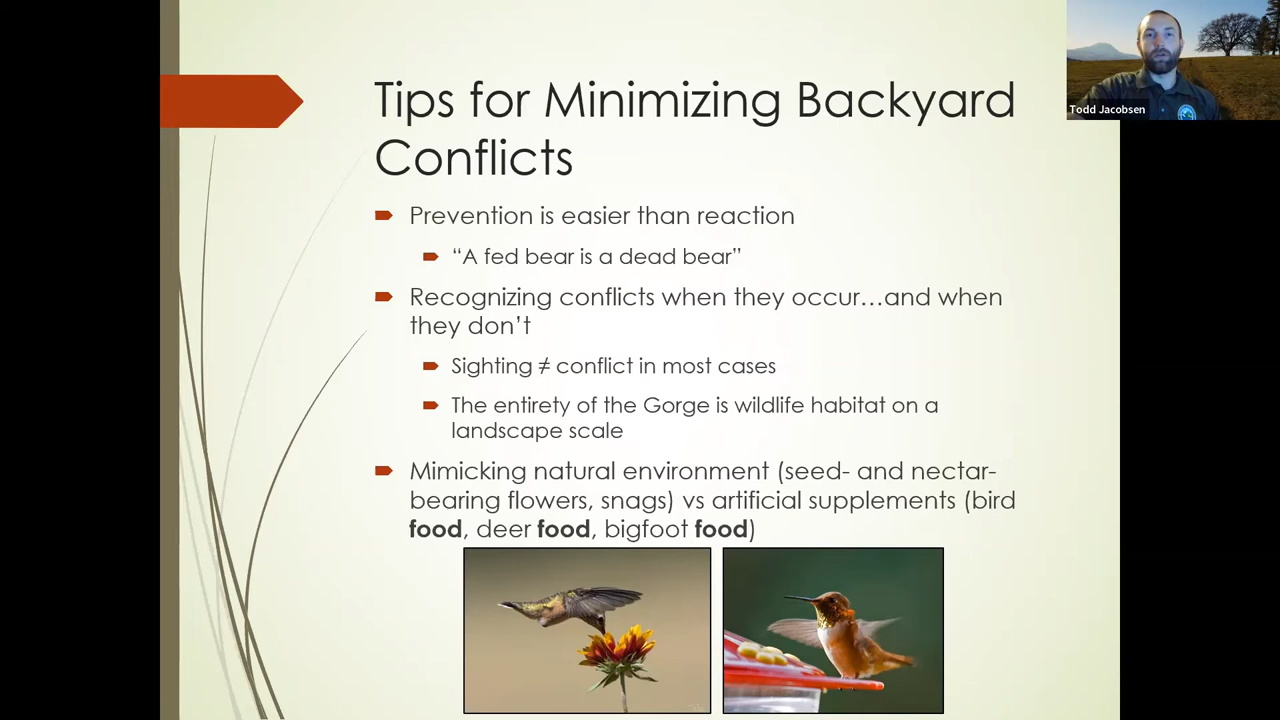 Tips for Minimizing Backyard
Conflicts
Todd Jacobsen
Prevention is easier than reaction
“A fed bear is a dead bear”
Recognizing conflicts when they occur…and when
they don’t
Sighting ≠ conflict in most cases
The entirety of the Gorge is wildlife habitat on a
landscape scale
Mimicking natural environment (seed- and nectar-
bearing flowers, snags) vs artificial supplements (bird
food, deer food, bigfoot food)